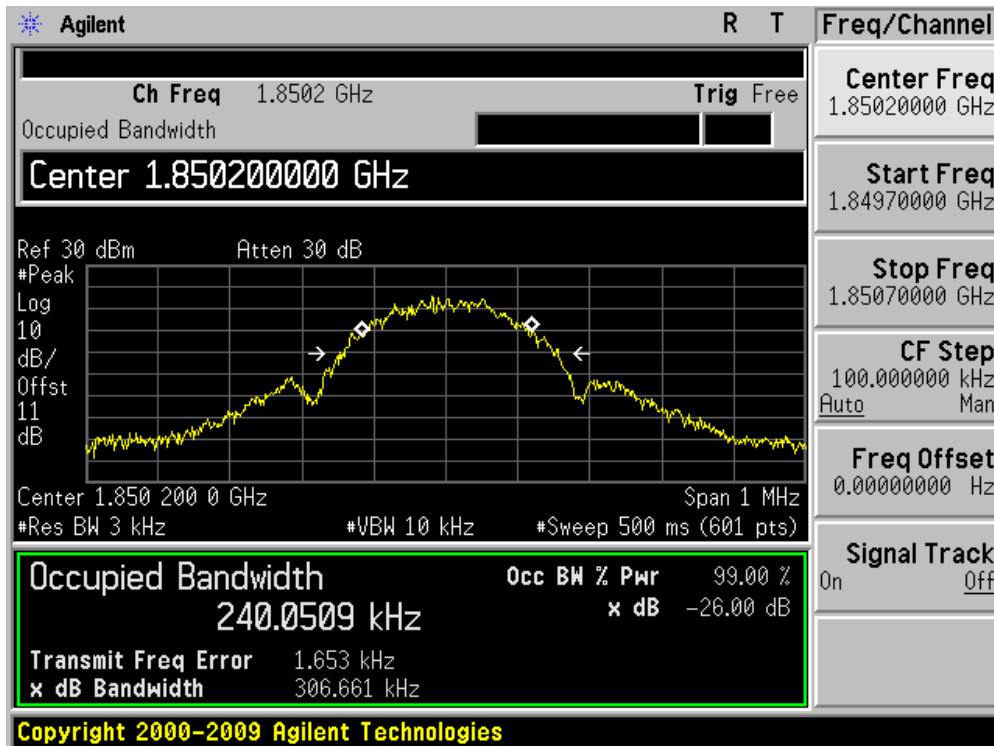 Agilent R T
Ch Freq 1.8502 GHz Trig Free
Occupied Bandwidth
Center 1.850200000 GHz
Ref 30 dBm Atten 30 dB
#Peak
Log
10
dB/
Offst
11
dB
Center 1.850 200 0 GHz Span 1 MHz
#Res BW 3 kHz #VBW 10 kHz #Sweep 500 ms (601 pts)
Occupied Bandwidth Occ BW % Pwr 99.00 %
240.0509 kHz x dB -26.00 dB
Transmit Freq Error 1.653 kHz
x dB Bandwidth 306.661 kHz
Copyright 2000-2009 Agilent Technologies
Freq/Channel
Center Freq
1.85020000 GHz
Start Freq
1.84970000 GHz
Stop Freq
1.85070000 GHz
CF Step
100.000000 kHz
Auto Man
Freq Offset
0.00000000 Hz
Signal Track
On Off